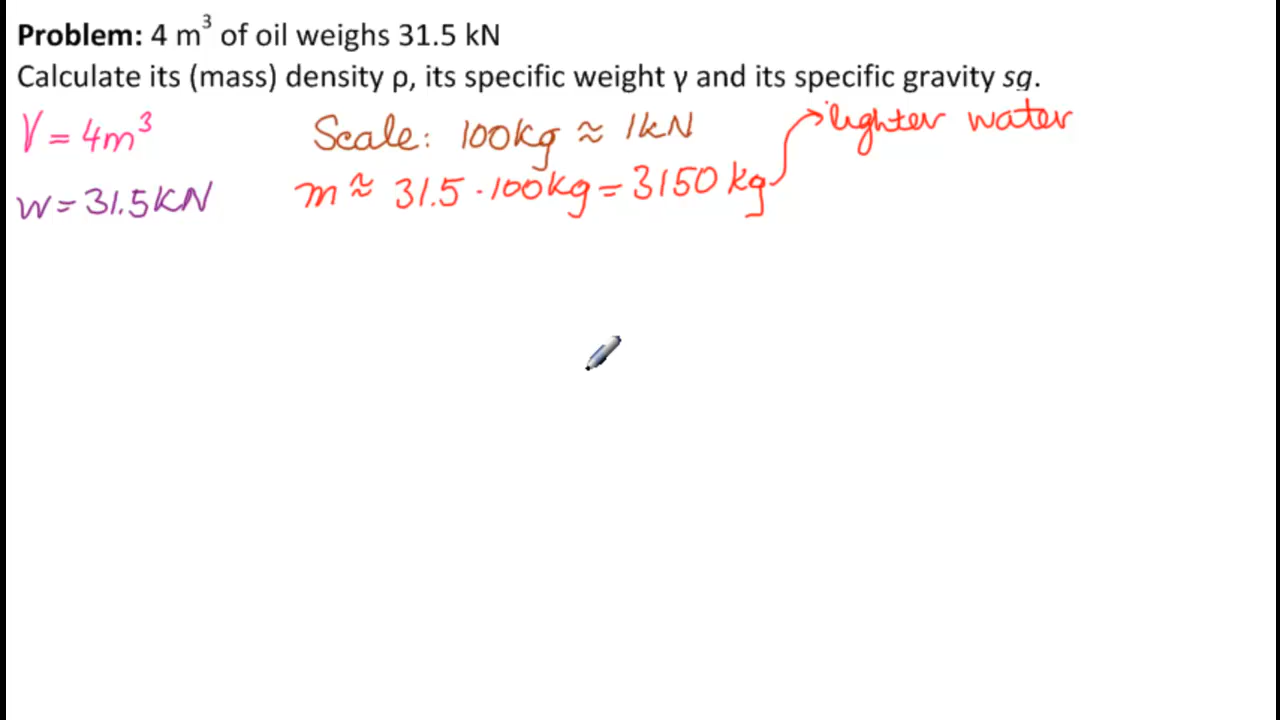 Problem: 4 m³ of oil weighs 31.5 kN
Calculate its (mass) density ρ, its specific weight γ and its specific gravity sg.
V = 4m³
Scale: 100kg ≈ 1kN
lighter water
w = 31.5KN
m ≈ 31.5 · 100kg = 3150 kg